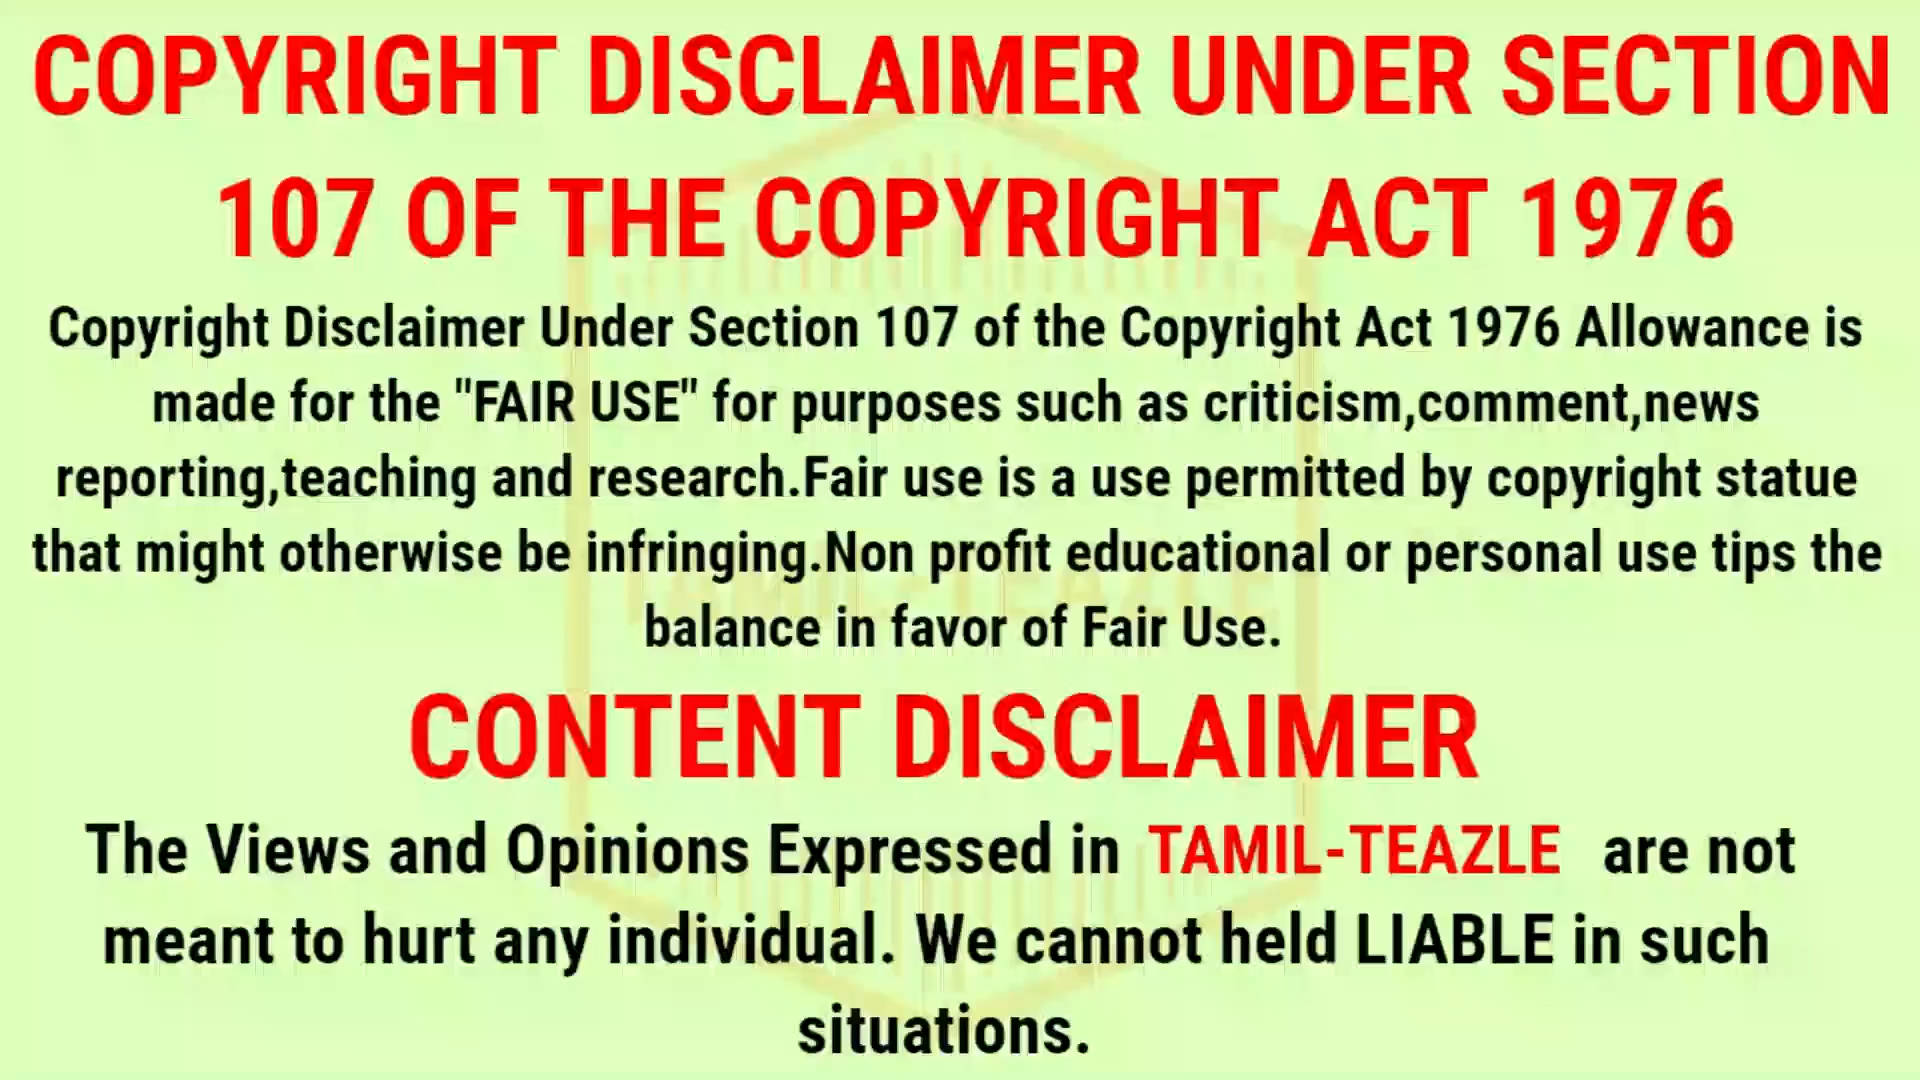 COPYRIGHT DISCLAIMER UNDER SECTION
107 OF THE COPYRIGHT ACT 1976
Copyright Disclaimer Under Section 107 of the Copyright Act 1976 Allowance is
made for the "FAIR USE" for purposes such as criticism,comment,news
reporting,teaching and research.Fair use is a use permitted by copyright statue
that might otherwise be infringing.Non profit educational or personal use tips the
balance in favor of Fair Use.
TAMIL-TEAZLE
CONTENT DISCLAIMER
The Views and Opinions Expressed in TAMIL-TEAZLE are not
meant to hurt any individual. We cannot held LIABLE in such
situations.